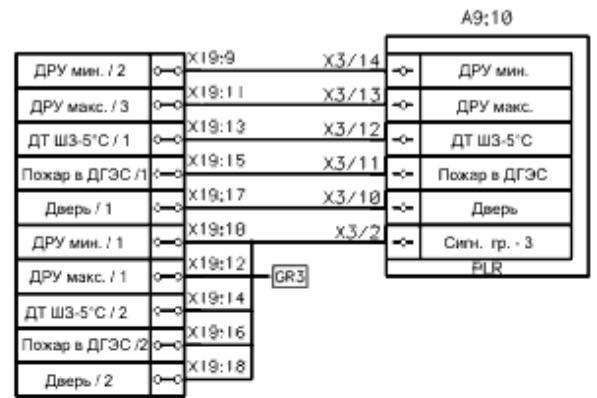 A9:10
ДРУ мин. / 2 X19:9 X3/14 ДРУ мин.
ДРУ макс. / 3 X19:11 X3/13 ДРУ макс.
ДТ ШЗ-5°С / 1 X19:13 X3/12 ДТ ШЗ-5°С
Пожар в ДГЭС /1 X19:15 X3/11 Пожар в ДГЭС
Дверь / 1 X19:17 X3/10 Дверь
ДРУ мин. / 1 X19:10 X3/2 Сигн. гр. - 3
ДРУ макс. / 1 X19:12 GR3 PLR
ДТ ШЗ-5°С / 2 X19:14
Пожар в ДГЭС /2 X19:16
Дверь / 2 X19:18